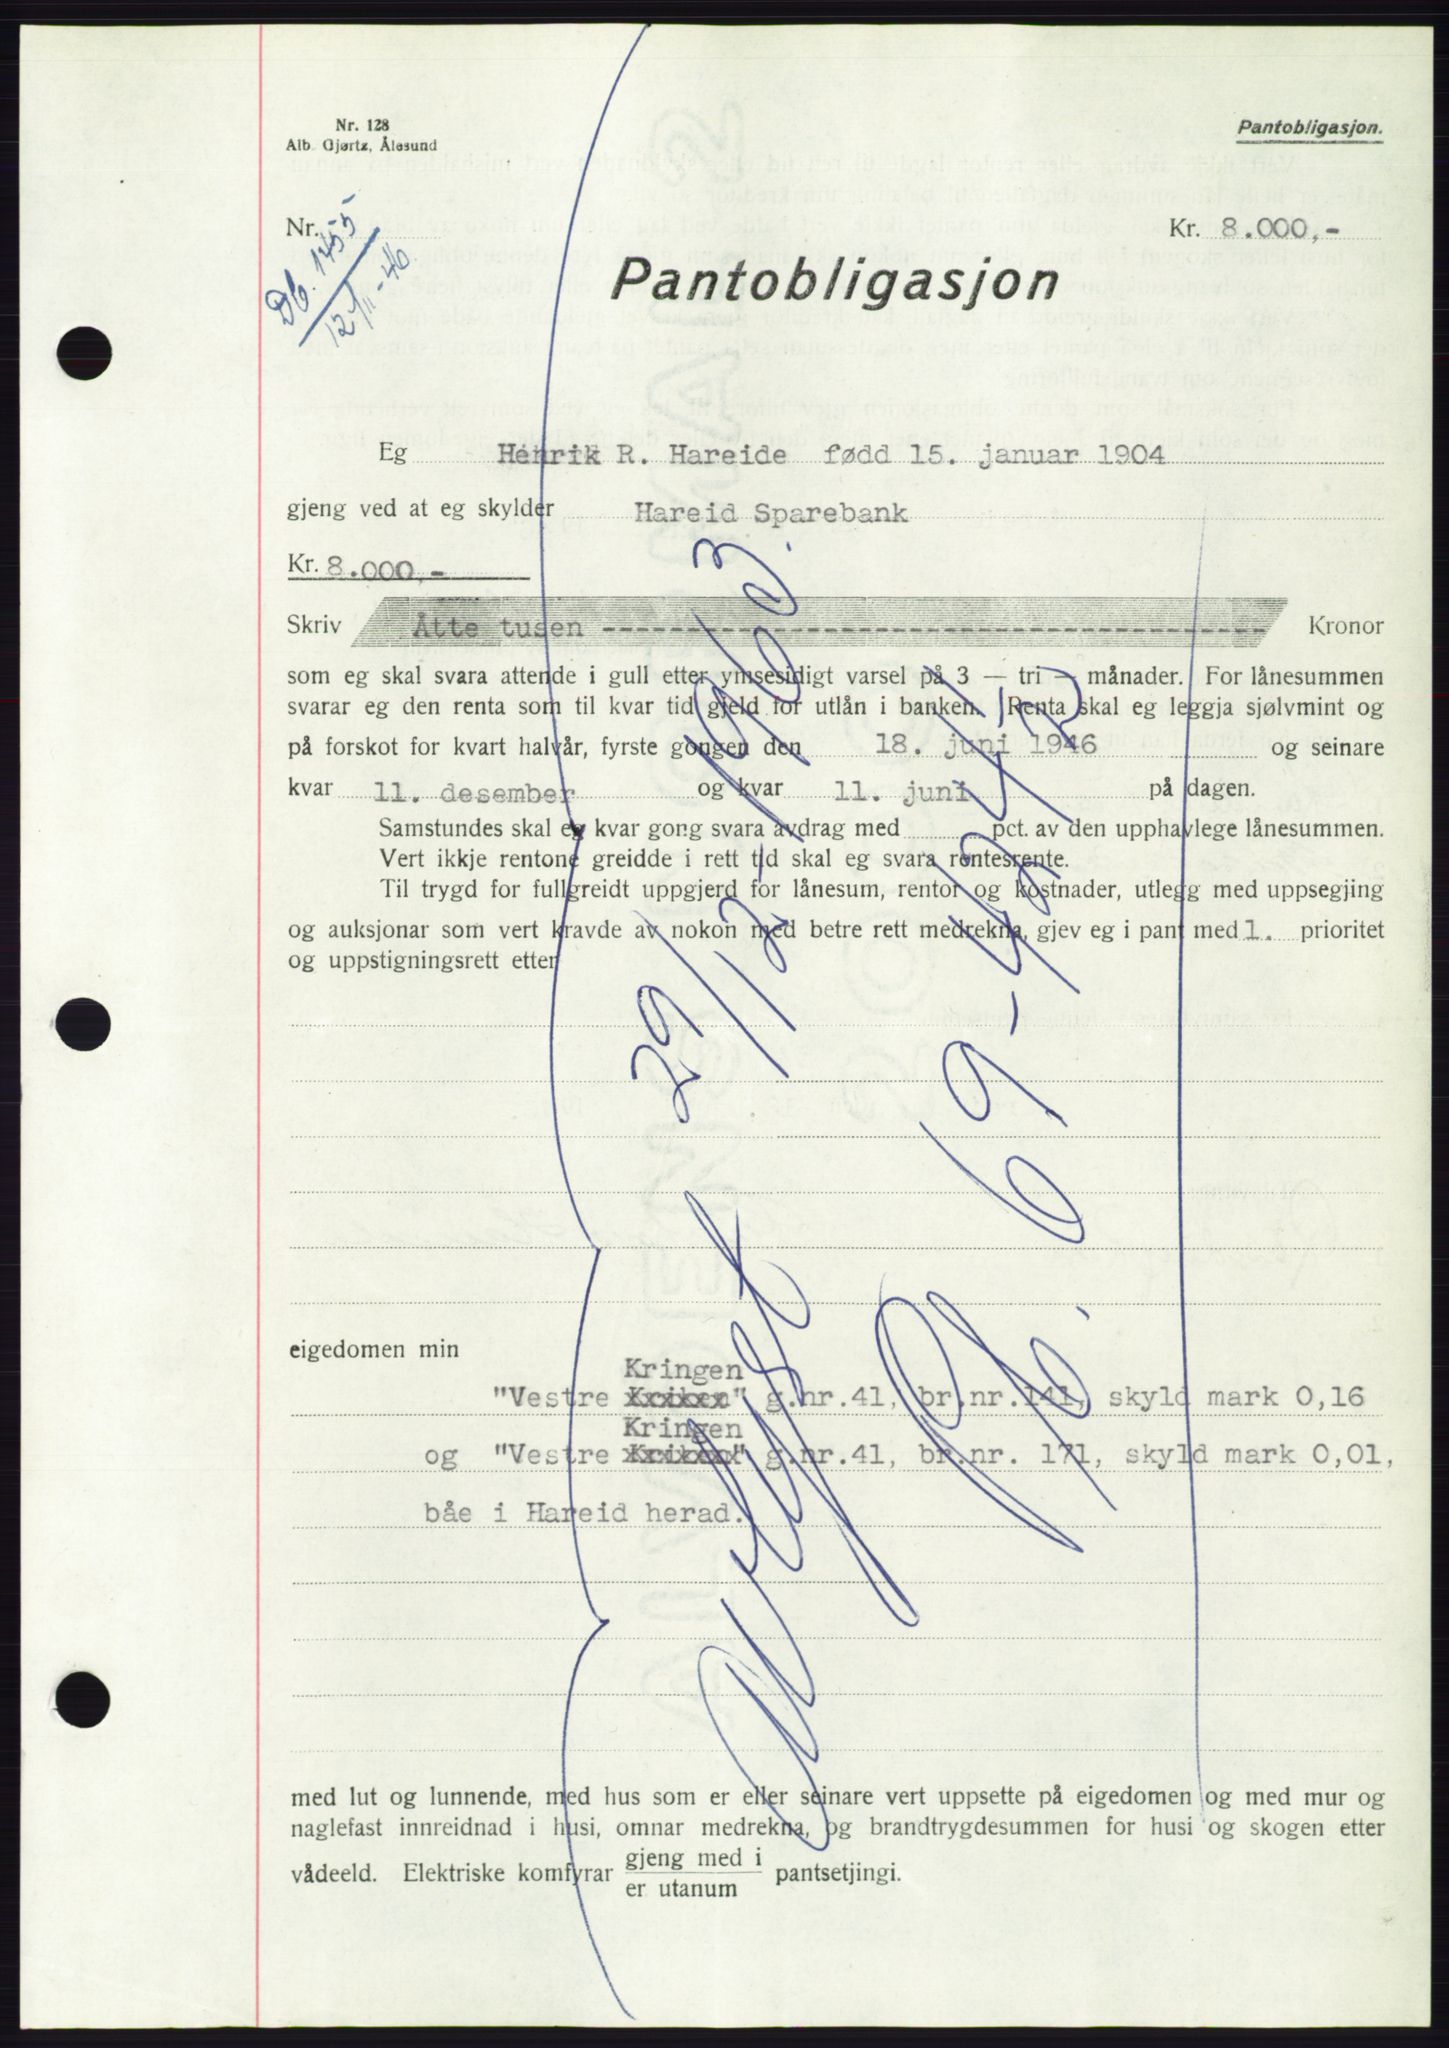 Nr. 128
Alb. Gjørtz, Ålesund
Pantobligasjon.
Nr.
Db. 1455
12/11-46
Kr. 8.000,-
Pantobligasjon
Eg Henrik R. Hareide fødd 15. januar 1904
gjeng ved at eg skylder Hareid Sparebank
Kr. 8.000,-
Skriv Åtte tusen ---------------------------------------- Kronor
som eg skal svara attende i gull etter ymsesidigt varsel på 3 — tri — månader. For lånesummen
svarar eg den renta som til kvar tid gjeld for utlån i banken. Renta skal eg leggja sjølvmint og
på forskot for kvart halvår, fyrste gongen den 18. juni 1946 og seinare
kvar 11. desember og kvar 11. juni på dagen.
Samstundes skal eg kvar gong svara avdrag med pct. av den upphavlege lånesummen.
Vert ikkje rentone greidde i rett tid skal eg svara rentesrente.
Til trygd for fullgreidt uppgjerd for lånesum, rentor og kostnader, utlegg med uppsegjing
og auksjonar som vert kravde av nokon med betre rett medrekna, gjev eg i pant med 1. prioritet
og uppstigningsrett etter
eigedomen min
Kringen
"Vestre Kriken" g.nr.41, br.nr. 141, skyld mark 0,16
Kringen
og "Vestre Kriken" g.nr.41, br.nr. 171, skyld mark 0,01,
båe i Hareid herad.
med lut og lunnende, med hus som er eller seinare vert uppsette på eigedomen og med mur og
naglefast innreidnad i husi, omnar medrekna, og brandtrygdesummen for husi og skogen etter
vådeeld. Elektriske komfyrar gjeng med i pantsetjingi.
er utanum
Avlyst 29/12-1963.